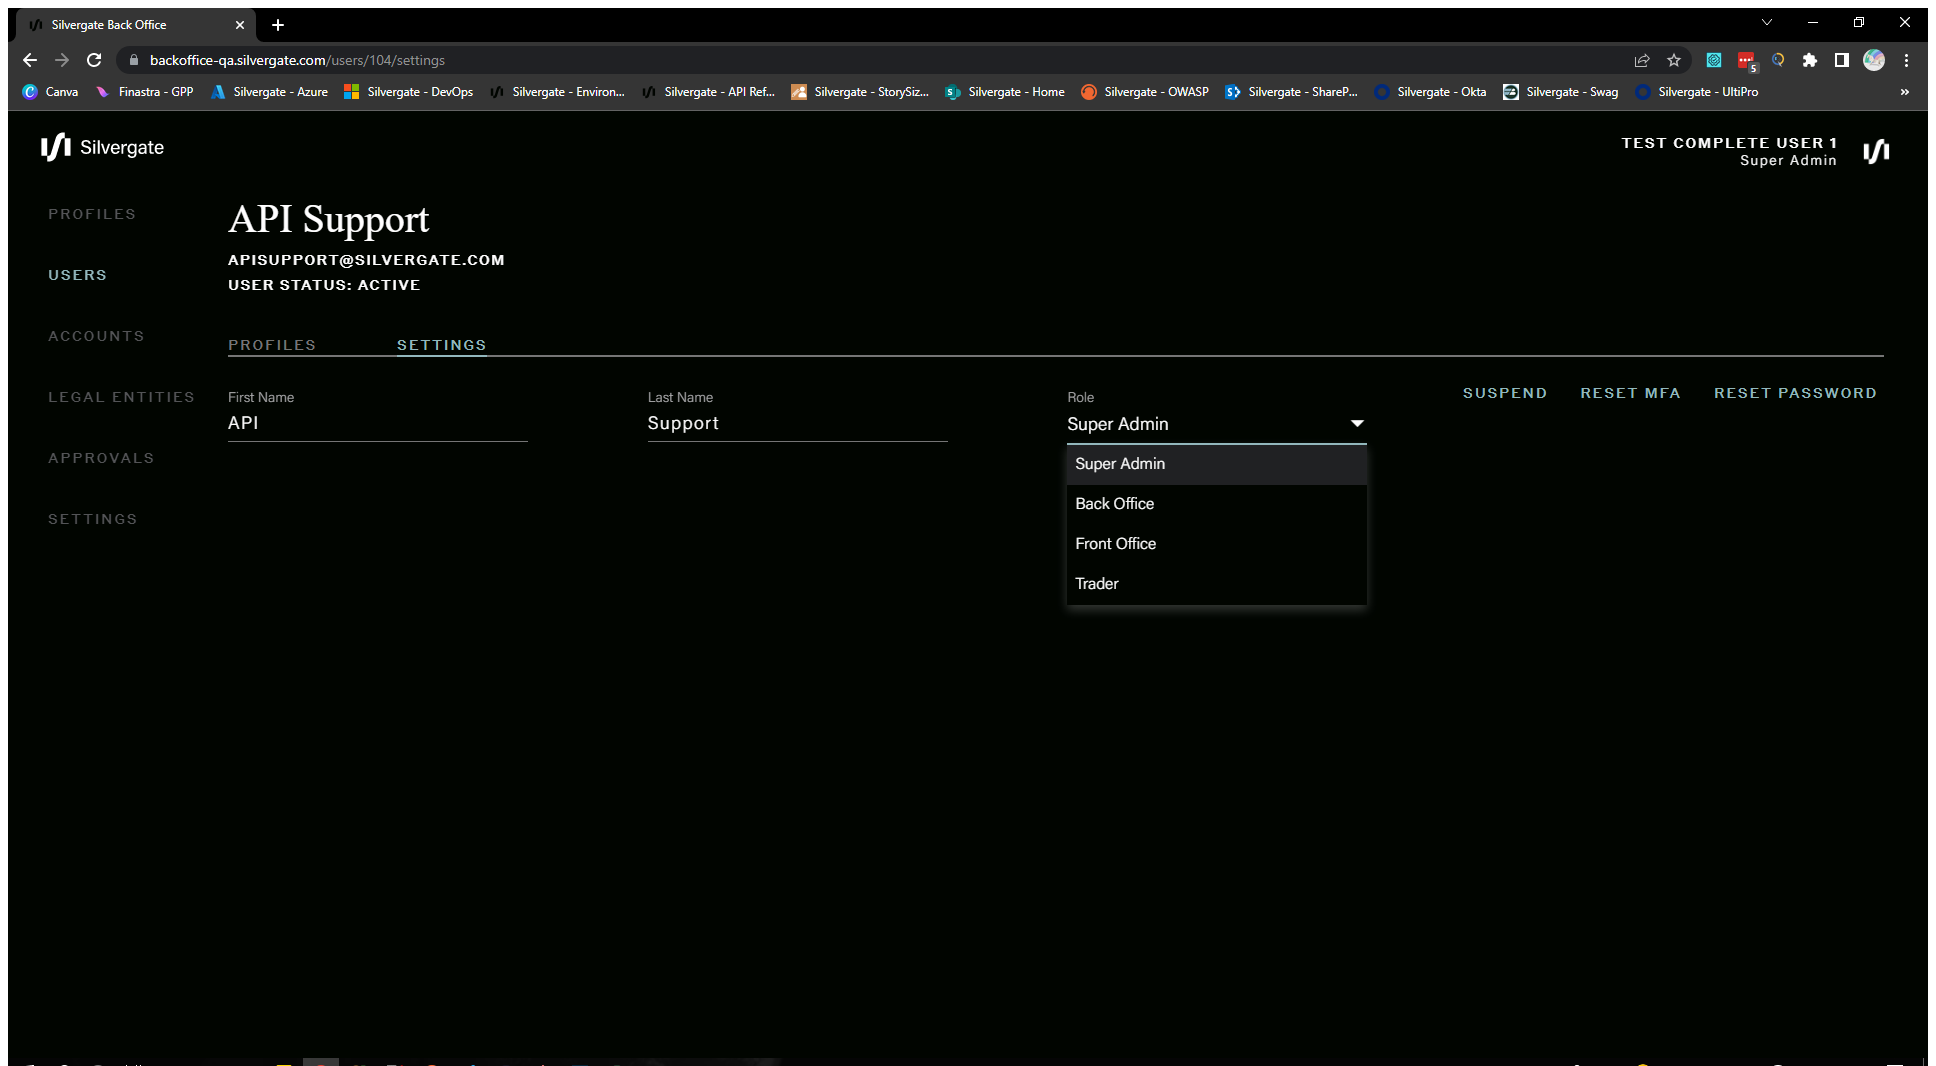 Silvergate Back Office
backoffice-qa.silvergate.com/users/104/settings
5
Canva
Finastra - GPP
Silvergate - Azure
Silvergate - DevOps
Silvergate - Environ...
Silvergate - API Ref...
Silvergate - StorySiz...
Silvergate - Home
Silvergate - OWASP
Silvergate - ShareP...
Silvergate - Okta
Silvergate - Swag
Silvergate - UltiPro
»
Silvergate
TEST COMPLETE USER 1
Super Admin
PROFILES
USERS
ACCOUNTS
LEGAL ENTITIES
APPROVALS
SETTINGS
API Support
APISUPPORT@SILVERGATE.COM
USER STATUS: ACTIVE
PROFILES
SETTINGS
First Name
API
Last Name
Support
Role
Super Admin
Super Admin
Back Office
Front Office
Trader
SUSPEND
RESET MFA
RESET PASSWORD